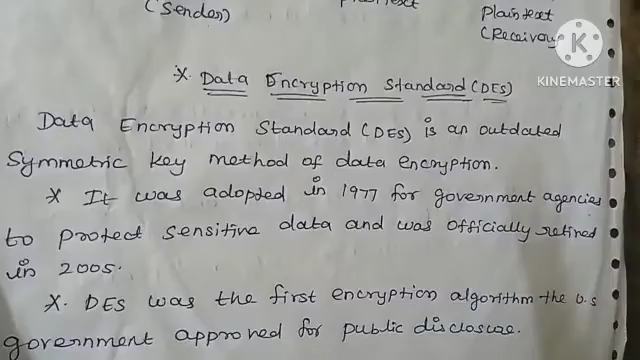 (Sender)
Plaintext
(Receiver)
KINEMASTER
* Data Encryption Standard (DES)
Data Encryption Standard (DES) is an outdated
Symmetric key method of data encryption.
* It was adopted in 1977 for government agencies
to protect sensitive data and was officially retired
in 2005.
* DES was the first encryption algorithm the U.S
government approved for public disclosure.